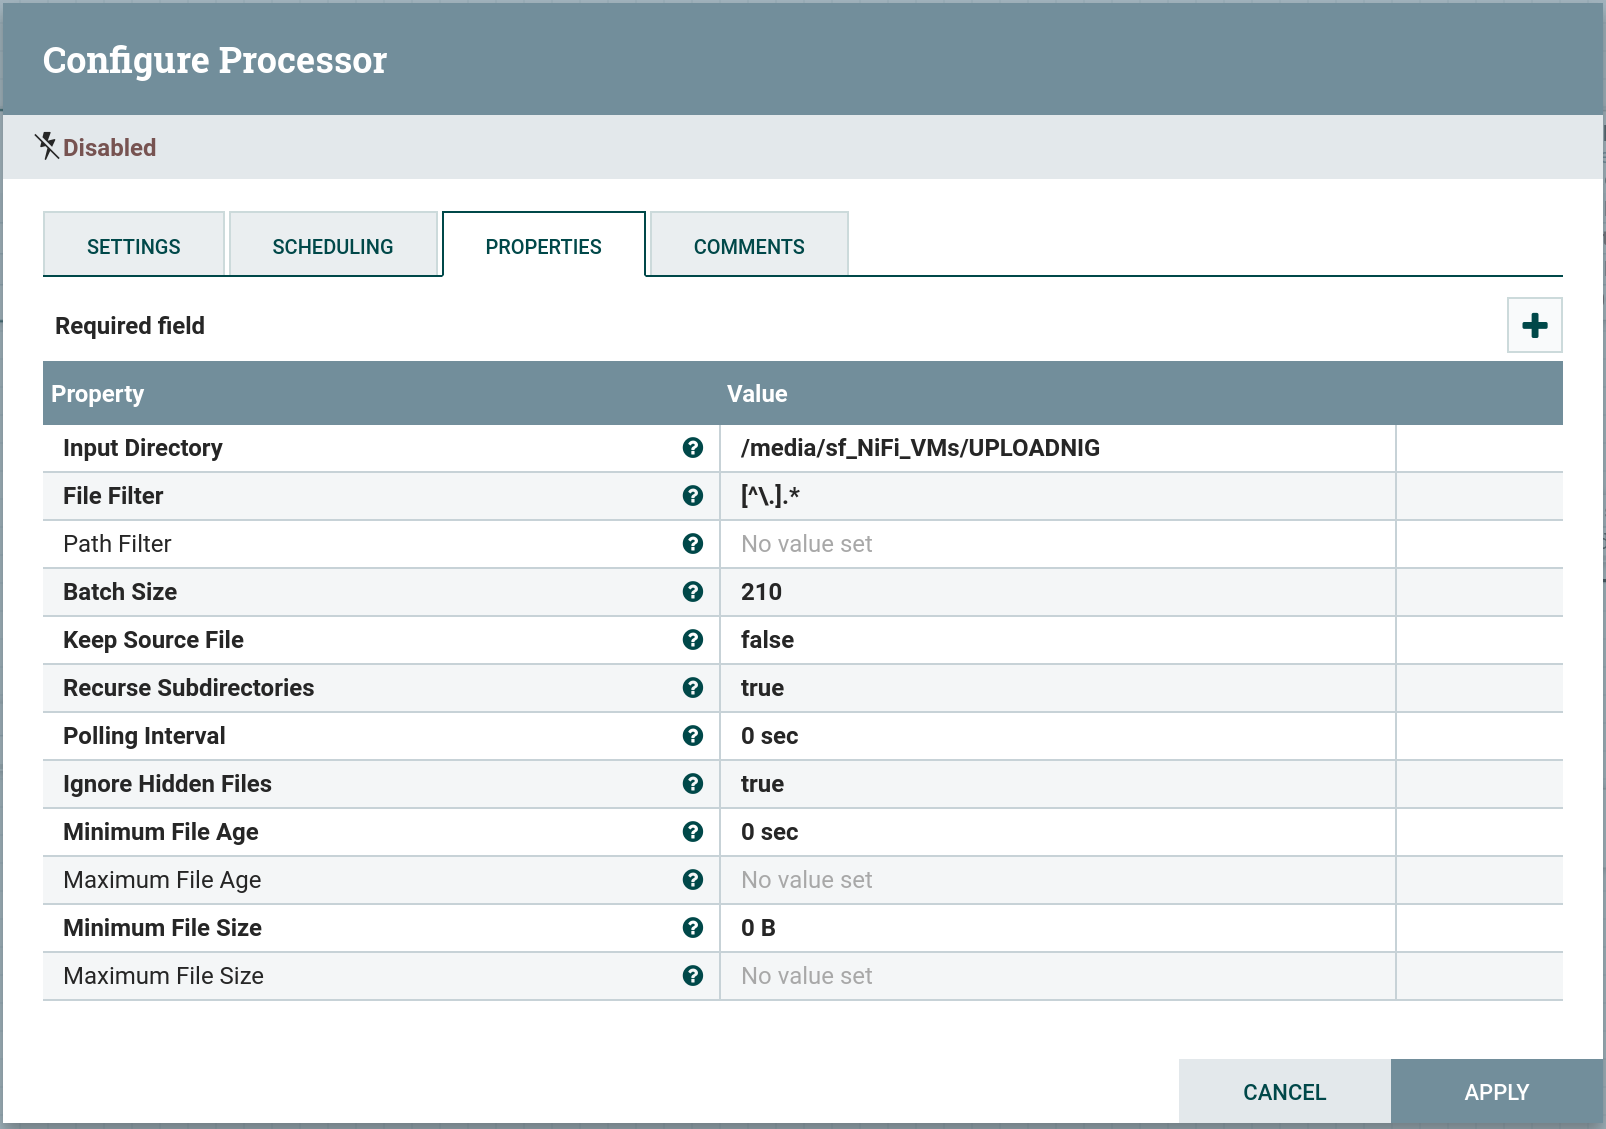 Configure Processor
Disabled
SETTINGS SCHEDULING PROPERTIES COMMENTS
Required field
Property Value
Input Directory /media/sf_NiFi_VMs/UPLOADNIG
File Filter [^\.].*
Path Filter No value set
Batch Size 210
Keep Source File false
Recurse Subdirectories true
Polling Interval 0 sec
Ignore Hidden Files true
Minimum File Age 0 sec
Maximum File Age No value set
Minimum File Size 0 B
Maximum File Size No value set
CANCEL APPLY